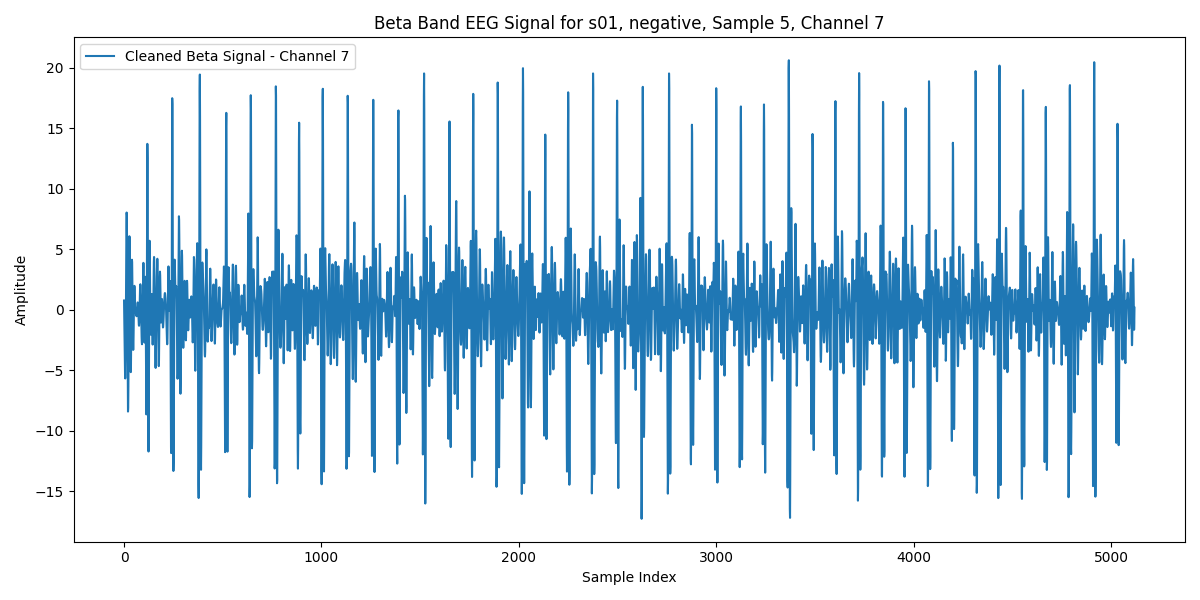 Beta Band EEG Signal for s01, negative, Sample 5, Channel 7
Cleaned Beta Signal - Channel 7
Amplitude
20
15
10
5
0
−5
−10
−15
0 1000 2000 3000 4000 5000
Sample Index